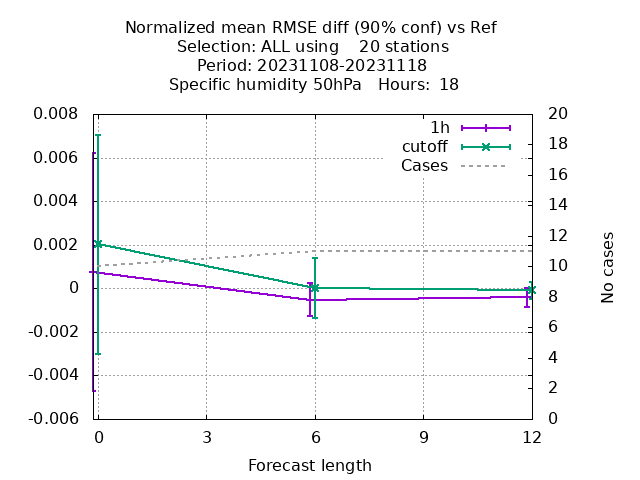 Normalized mean RMSE diff (90% conf) vs Ref
Selection: ALL using    20 stations
Period: 20231108-20231118
Specific humidity 50hPa   Hours:  18
0.008
0.006
0.004
0.002
0
-0.002
-0.004
-0.006
1h
cutoff
Cases
20
18
16
14
12
10
8
6
4
2
0
No cases
0 3 6 9 12
Forecast length